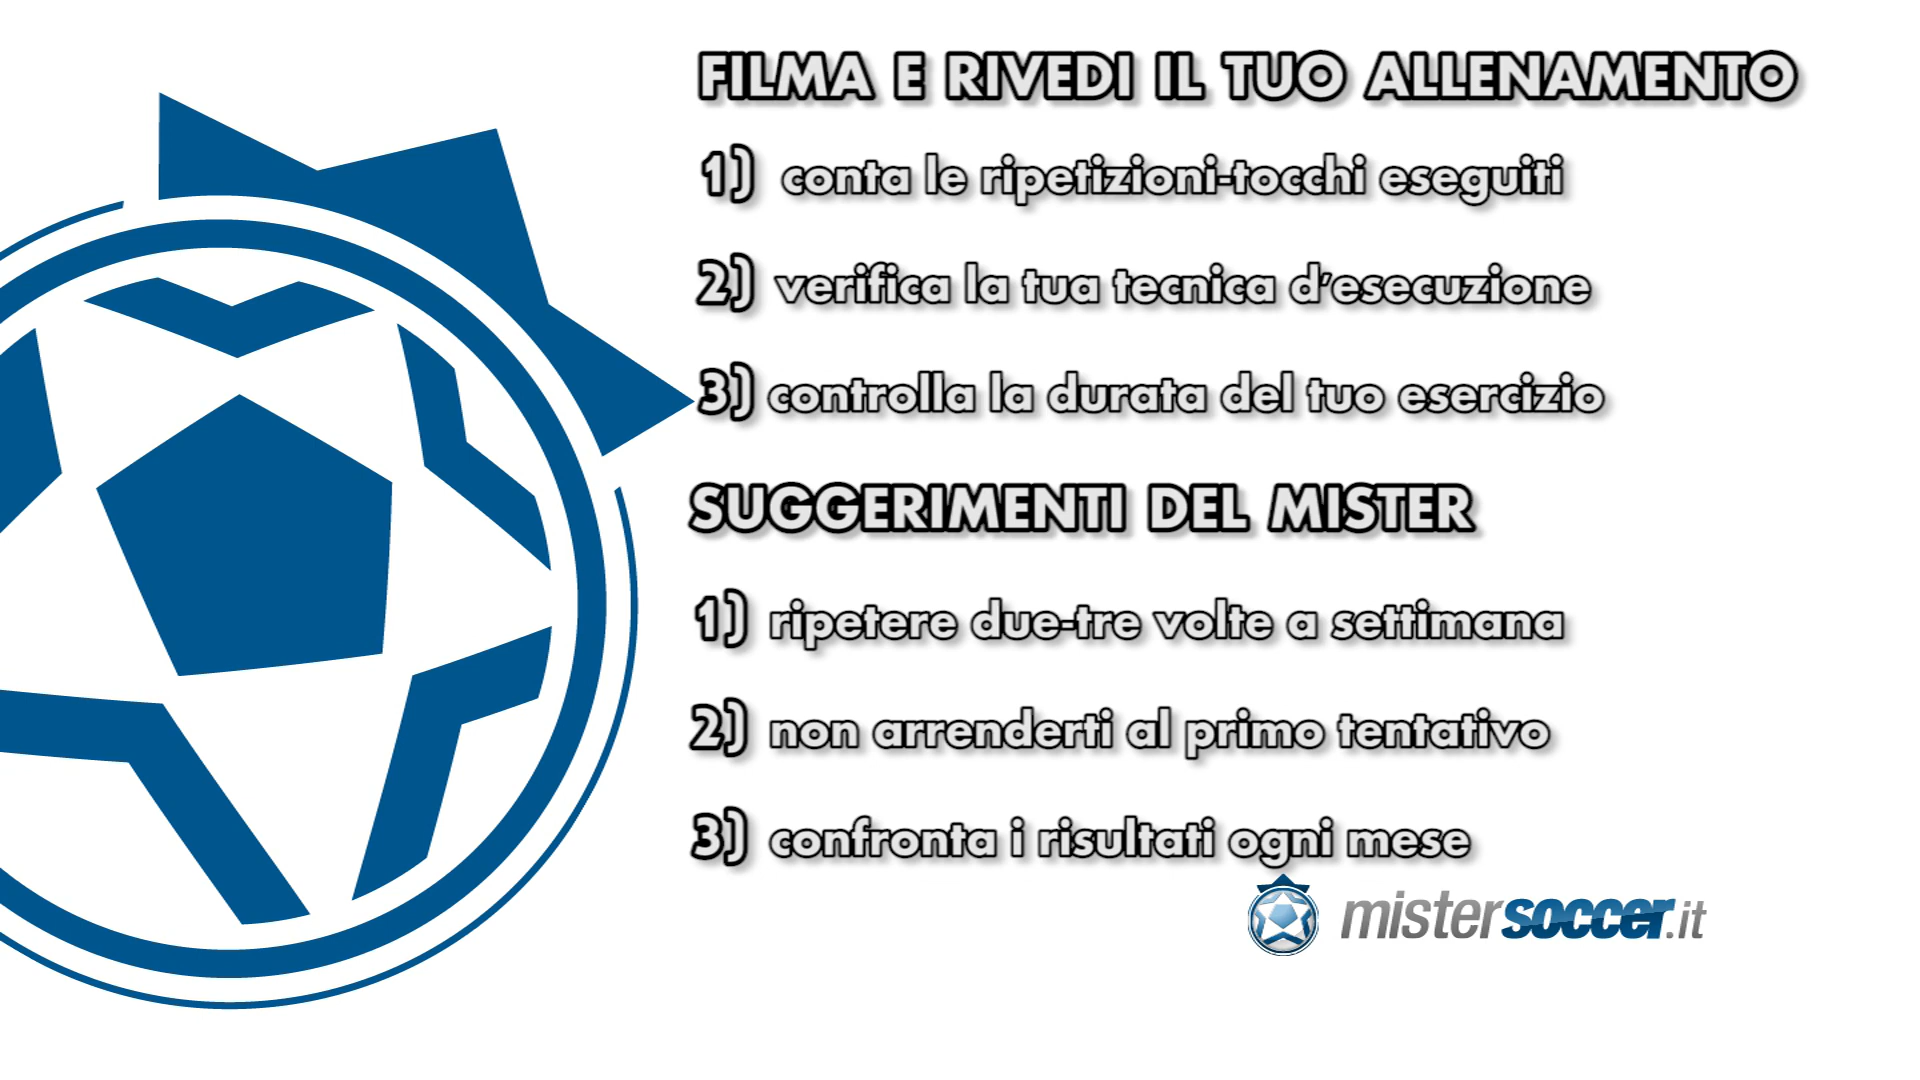 FILMA E RIVEDI IL TUO ALLENAMENTO
1) conta le ripetizioni-tocchi eseguiti
2) verifica la tua tecnica d'esecuzione
3) controlla la durata del tuo esercizio
SUGGERIMENTI DEL MISTER
1) ripetere due-tre volte a settimana
2) non arrenderti al primo tentativo
3) confronta i risultati ogni mese
mistersoccer.it